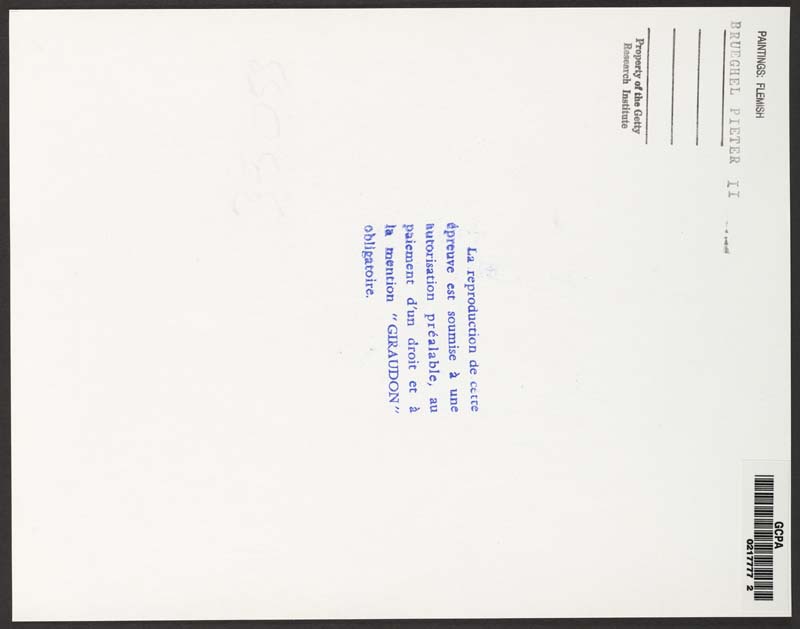 PAINTINGS: FLEMISH
BRUEGHEL PIETER II
Property of the Getty
Research Institute
La reproduction de cette
épreuve est soumise à une
autorisation préalable, au
paiement d'un droit et à
la mention "GIRAUDON"
obligatoire.
GCPA
0217777 2